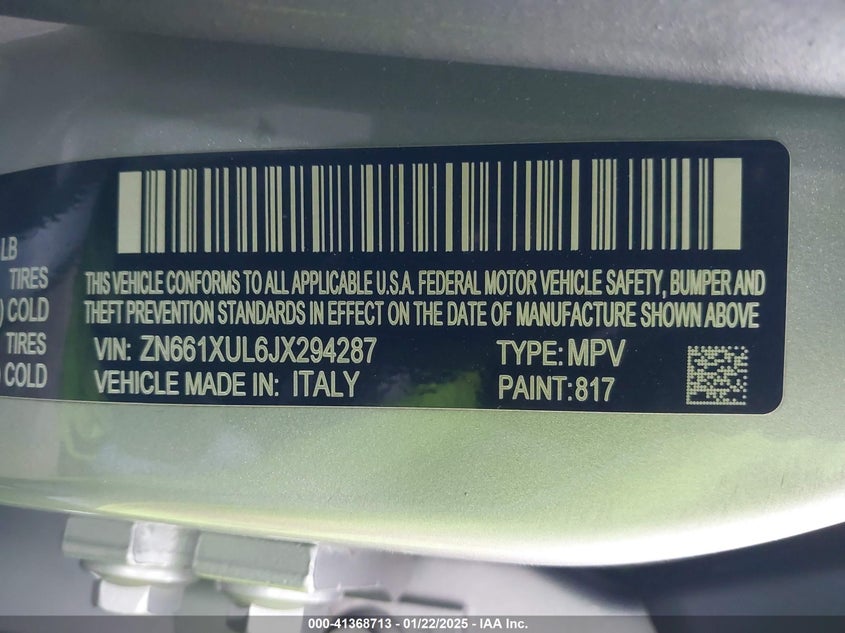 LB
TIRES
) COLD
TIRES
) COLD
THIS VEHICLE CONFORMS TO ALL APPLICABLE U.S.A. FEDERAL MOTOR VEHICLE SAFETY, BUMPER AND
THEFT PREVENTION STANDARDS IN EFFECT ON THE DATE OF MANUFACTURE SHOWN ABOVE
VIN: ZN661XUL6JX294287 TYPE: MPV
VEHICLE MADE IN: ITALY PAINT:817
000-41368713 - 01/22/2025 - IAA Inc.